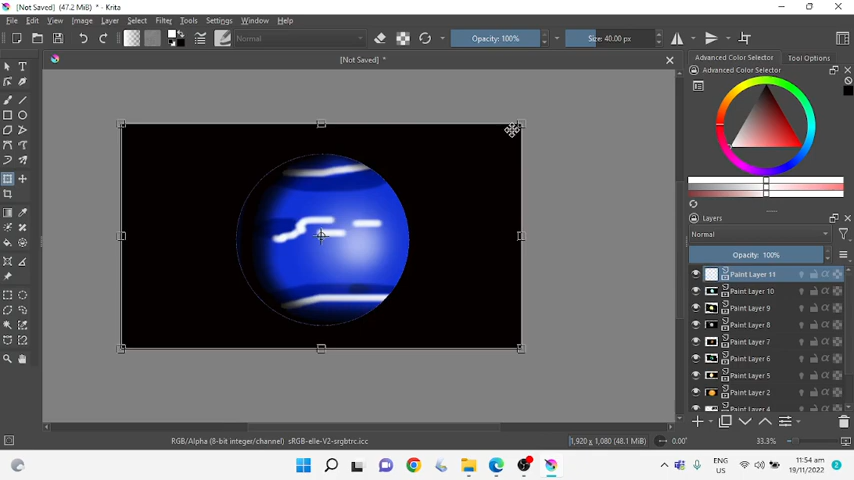 [Not Saved] (47.2 MiB) * - Krita
File Edit View Image Layer Select Filter Tools Settings Window Help
Normal
Opacity: 100%
Size: 40.00 px
[Not Saved] *
Advanced Color Selector
Tool Options
Advanced Color Selector
Layers
Normal
Opacity: 100%
Paint Layer 11
Paint Layer 10
Paint Layer 9
Paint Layer 8
Paint Layer 7
Paint Layer 6
Paint Layer 5
Paint Layer 2
Paint Layer 4
RGB/Alpha (8-bit integer/channel) sRGB-elle-V2-srgbtrc.icc
1,920 x 1,080 (48.1 MiB)
0.00°
33.3%
ENG
US
11:54 am
19/11/2022
2